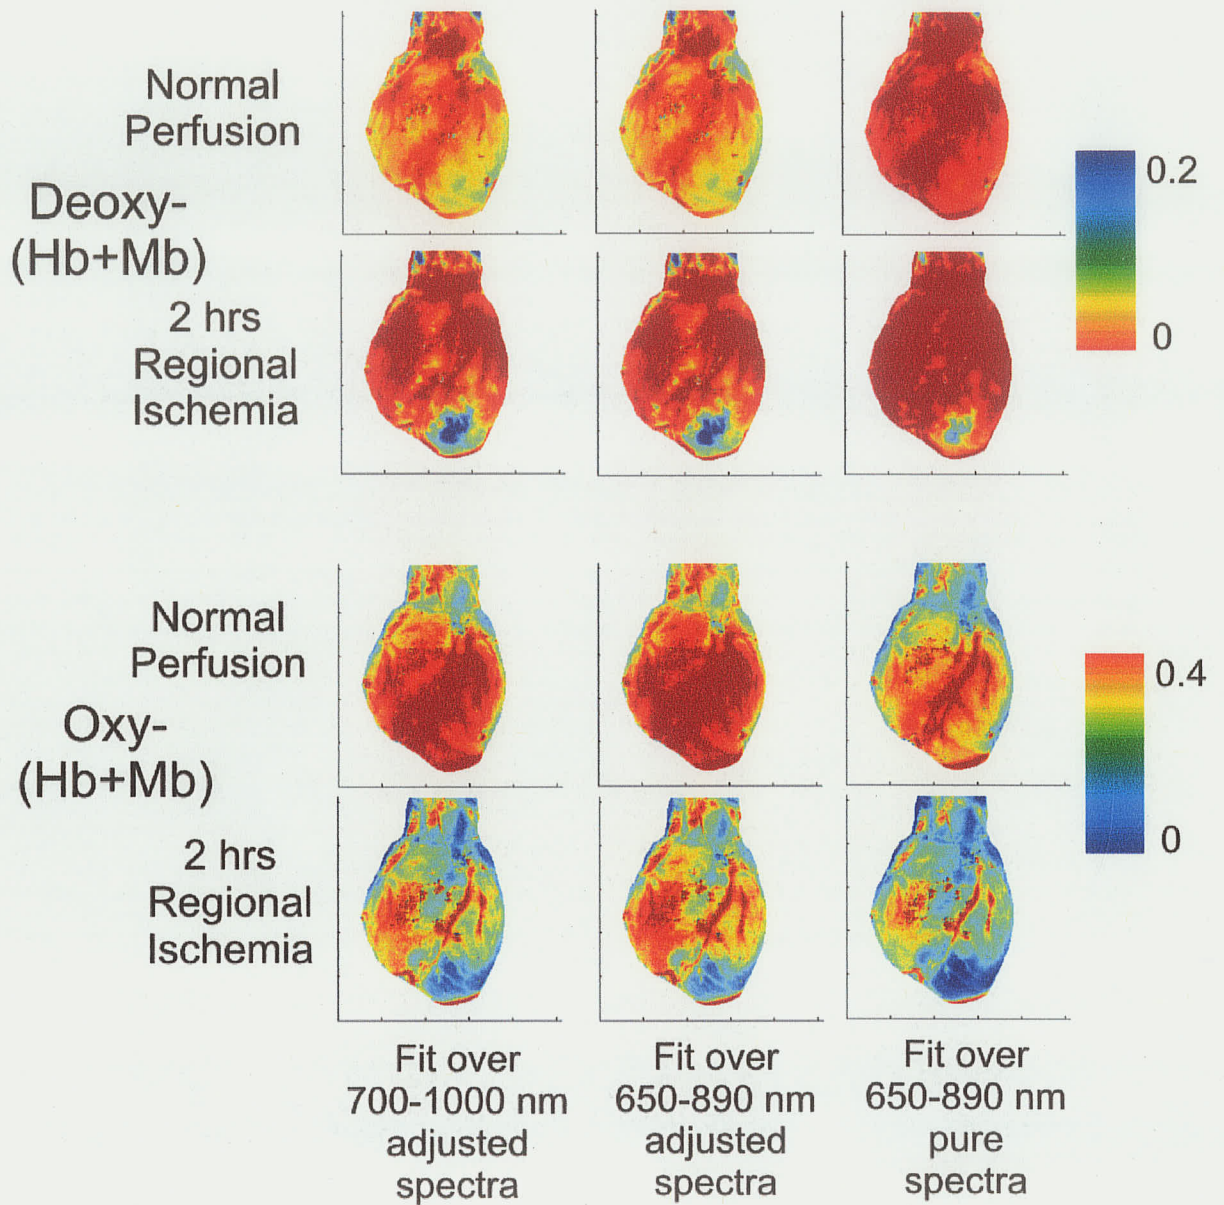 Normal
Perfusion
Deoxy-
(Hb+Mb)
2 hrs
Regional
Ischemia
0.2
0
Normal
Perfusion
Oxy-
(Hb+Mb)
2 hrs
Regional
Ischemia
0.4
0
Fit over
700-1000 nm
adjusted
spectra
Fit over
650-890 nm
adjusted
spectra
Fit over
650-890 nm
pure
spectra